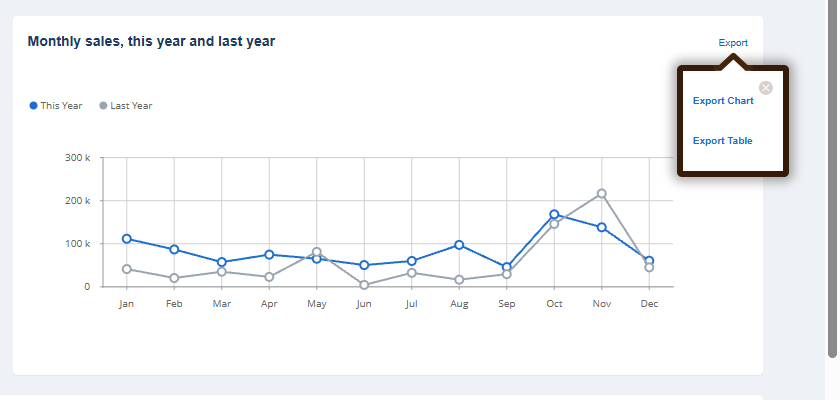 Monthly sales, this year and last year
Export
Export Chart
Export Table
This Year
Last Year
300 k
200 k
100 k
0
Jan Feb Mar Apr May Jun Jul Aug Sep Oct Nov Dec